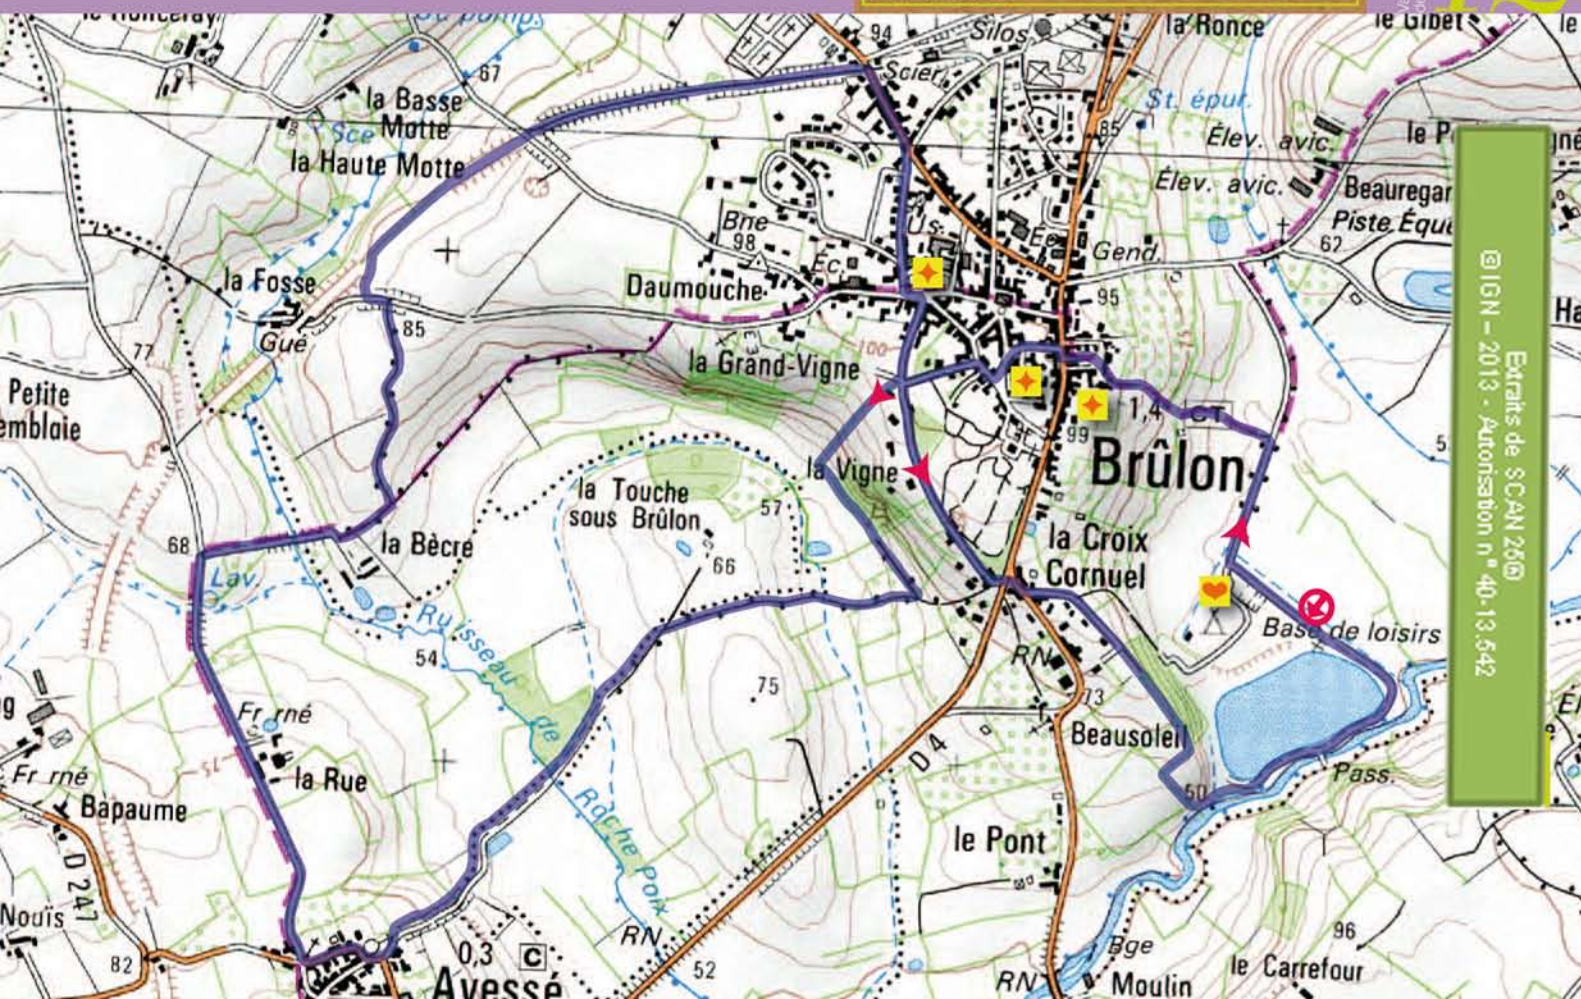 94
Silos
la Ronce
le Gibet
le
67
Scier.
la Basse
Motte
Sce
la Haute Motte
St. épur.
85
Élev. avic.
Élev. avic.
Beauregar
Piste Équ
62
Us.
Bne
98
Éc.
Gend.
95
la Fosse
Gué
85
77
Daumouche
100
la Grand-Vigne
Petite
emblaie
1,4
CT
99
Brûlon
5
la Vigne
la Touche
sous Brûlon
57
66
68
la Bècre
Lav.
la Croix
Cornuel
Base de loisirs
Ruisseau
de
Roche Poix
54
75
RN
73
Beausoleil
D 4
50
Pass.
Fr rné
la Rue
Fr rné
Bapaume
D 247
Nouïs
82
le Pont
RN
52
0,3
C
Avessé
RN
Bge
Moulin
96
le Carrefour
Extraits de SCAN 25®
© IGN - 2013 - Autorisation n° 40-13.542